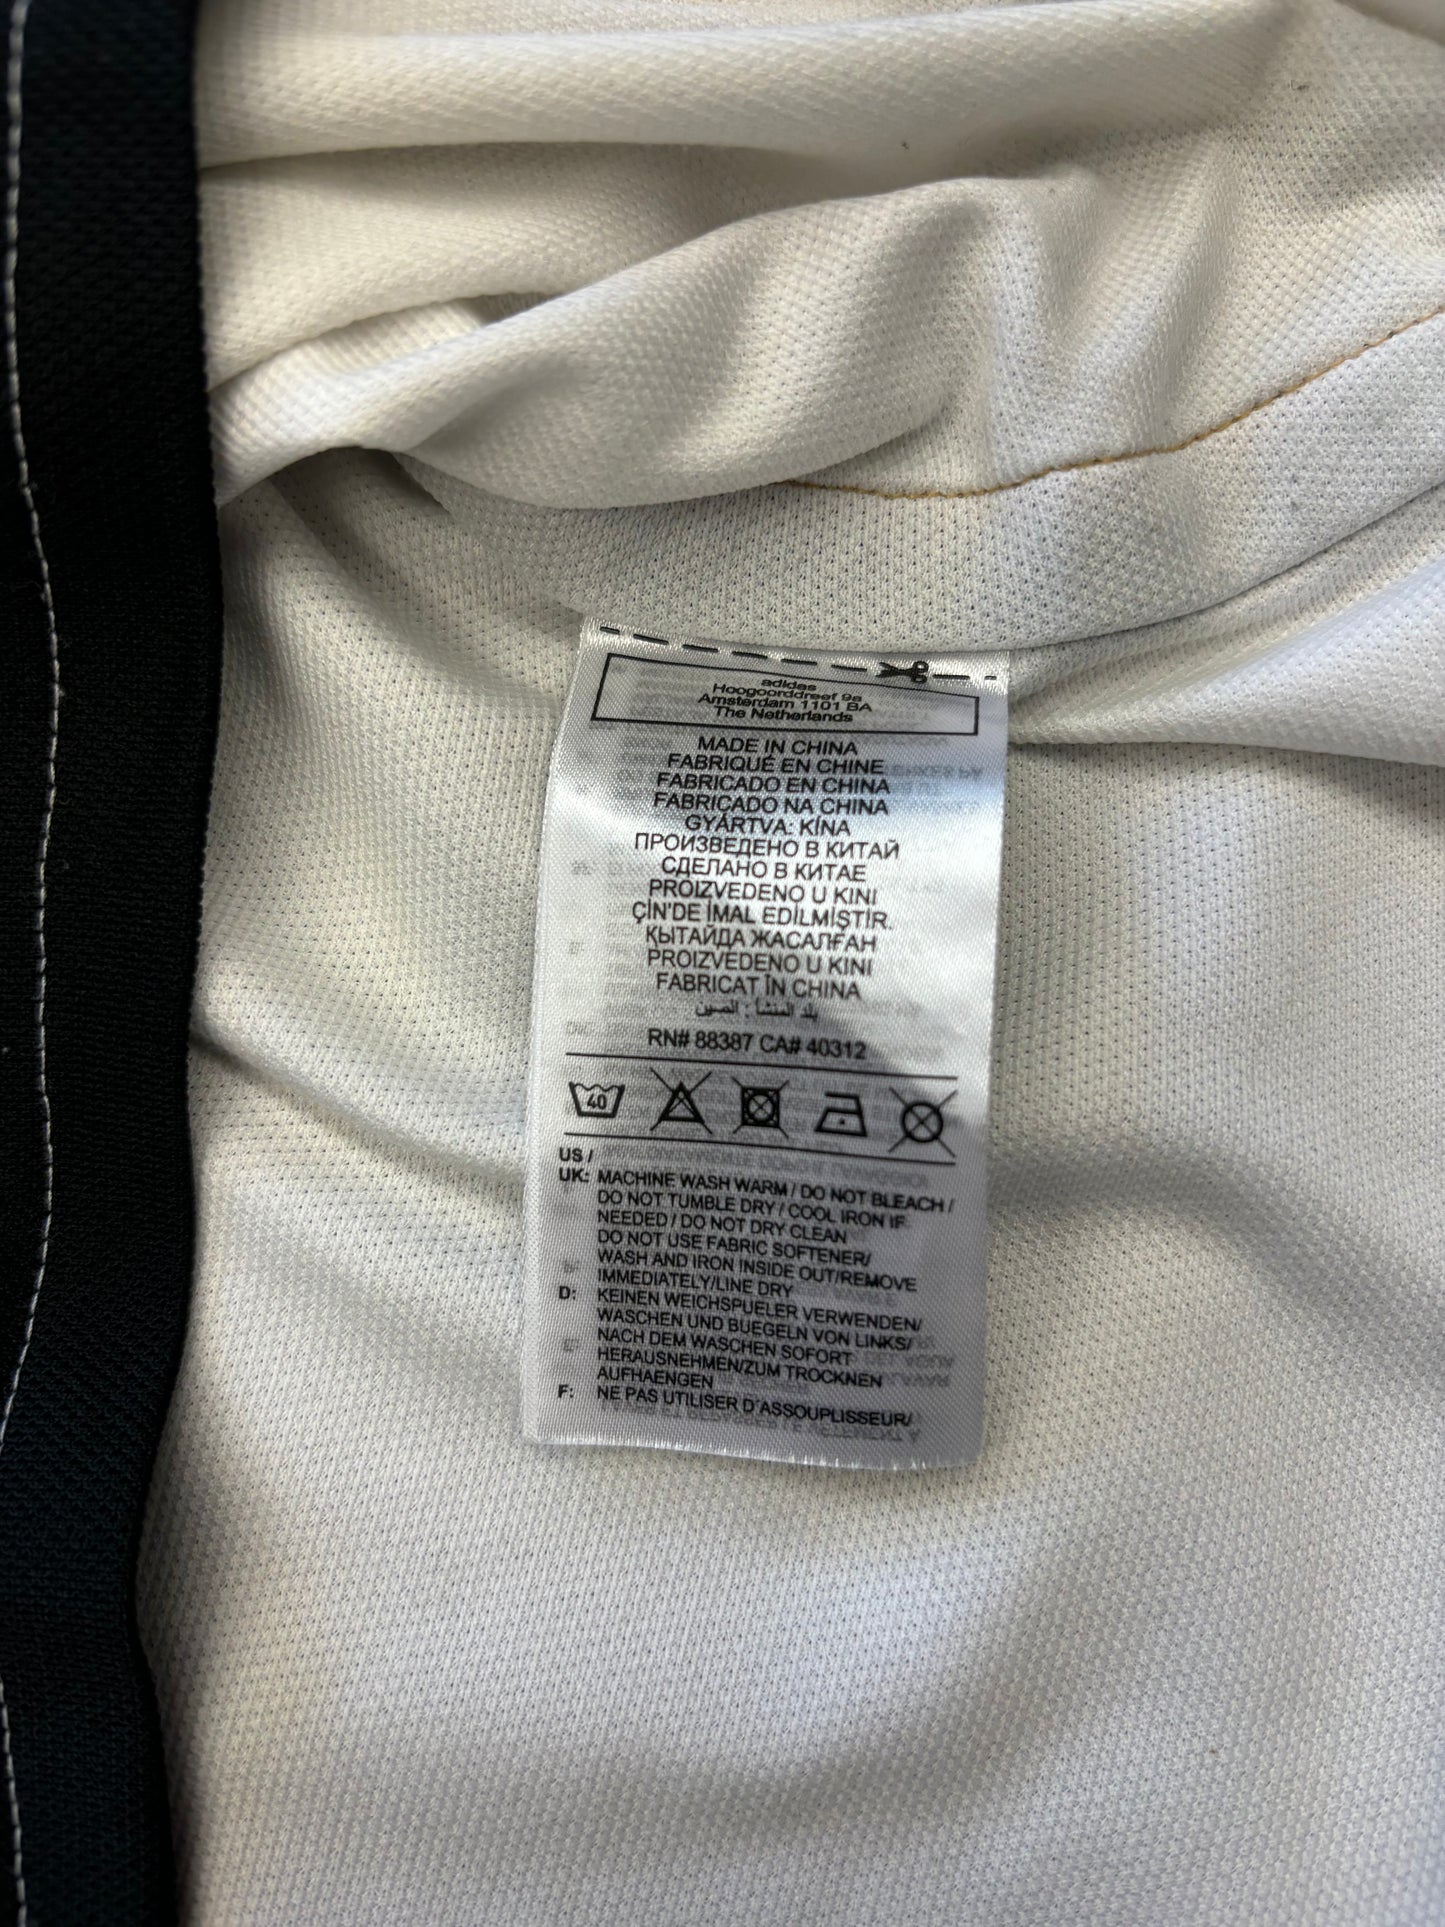 adidas
Hoogoorddreef 9a
Amsterdam 1101 BA
The Netherlands
MADE IN CHINA
FABRIQUÉ EN CHINE
FABRICADO EN CHINA
FABRICADO NA CHINA
GYÁRTVA: KÍNA
ПРОИЗВЕДЕНО В КИТАЙ
СДЕЛАНО В КИТАЕ
PROIZVEDENO U KINI
ÇİN'DE İMAL EDİLMİŞTİR.
ҚЫТАЙДА ЖАСАЛҒАН
PROIZVEDENO U KINI
FABRICAT ÎN CHINA
بلد المنشأ : الصين
RN# 88387 CA# 40312
40
US /
UK: MACHINE WASH WARM / DO NOT BLEACH /
DO NOT TUMBLE DRY / COOL IRON IF
NEEDED / DO NOT DRY CLEAN
DO NOT USE FABRIC SOFTENER/
WASH AND IRON INSIDE OUT/REMOVE
IMMEDIATELY/LINE DRY
D: KEINEN WEICHSPUELER VERWENDEN/
WASCHEN UND BUEGELN VON LINKS/
NACH DEM WASCHEN SOFORT
HERAUSNEHMEN/ZUM TROCKNEN
AUFHAENGEN
F: NE PAS UTILISER D'ASSOUPLISSEUR/